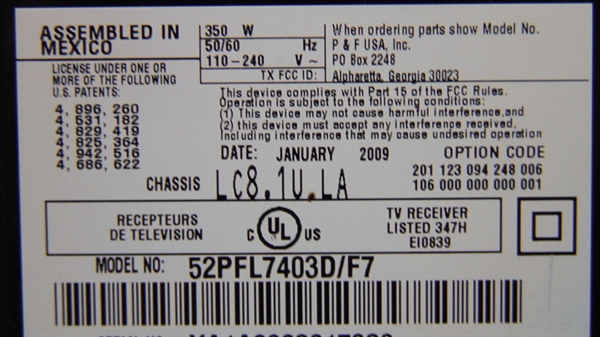 ASSEMBLED IN
MEXICO
350 W
50/60 Hz
110-240 V ~
TX FCC ID:
When ordering parts show Model No.
P & F USA, Inc.
PO Box 2248
Alpharetta, Georgia 30023
LICENSE UNDER ONE OR
MORE OF THE FOLLOWING
U.S. PATENTS:
4, 896, 260
4, 531, 182
4, 829, 419
4, 825, 364
4, 942, 516
4, 686, 622
This device complies with Part 15 of the FCC Rules.
Operation is subject to the following conditions:
(1) This device may not cause harmful interference,and
(2) this device must accept any interference received,
Including interference that may cause undesired operation
DATE: JANUARY 2009
OPTION CODE
201 123 094 248 006
106 000 000 000 001
CHASSIS LC8.1U LA
RECEPTEURS
DE TELEVISION
C UL US
TV RECEIVER
LISTED 347H
EI0839
MODEL NO: 52PFL7403D/F7